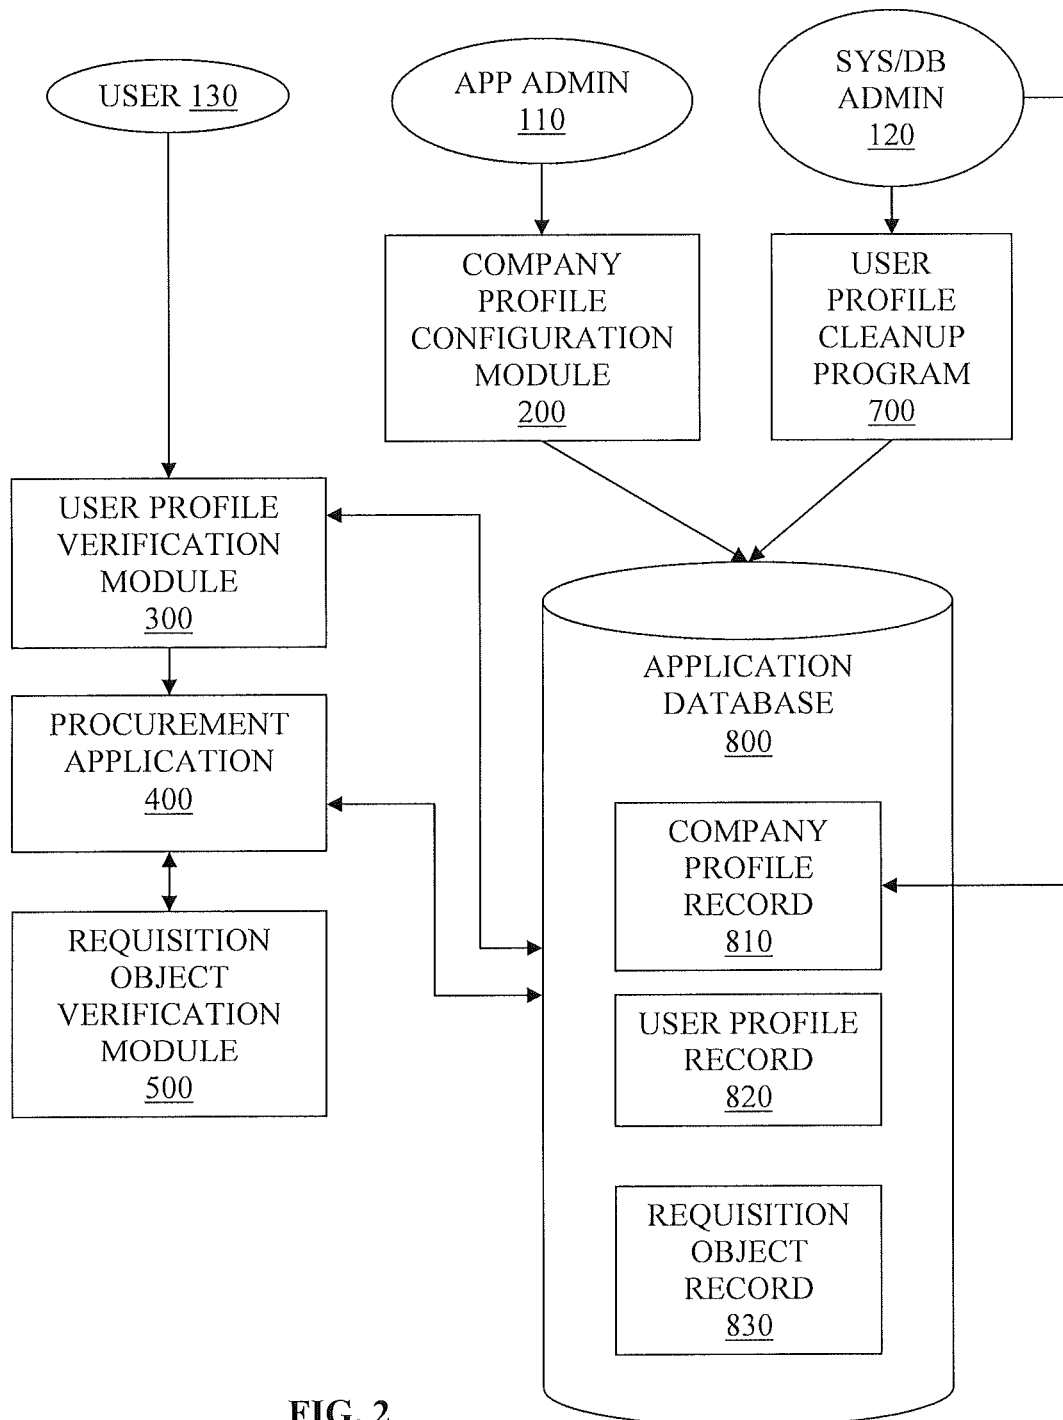 USER 130
APP ADMIN
110
SYS/DB
ADMIN
120
COMPANY
PROFILE
CONFIGURATION
MODULE
200
USER
PROFILE
CLEANUP
PROGRAM
700
USER PROFILE
VERIFICATION
MODULE
300
PROCUREMENT
APPLICATION
400
REQUISITION
OBJECT
VERIFICATION
MODULE
500
APPLICATION
DATABASE
800
COMPANY
PROFILE
RECORD
810
USER PROFILE
RECORD
820
REQUISITION
OBJECT
RECORD
830
FIG. 2